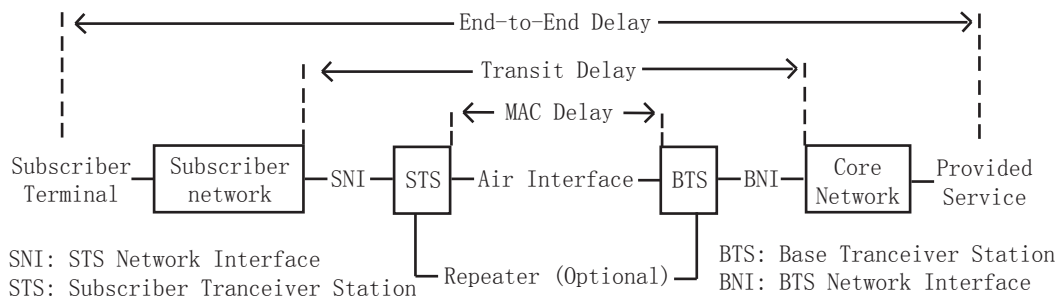 End-to-End Delay
Transit Delay
MAC Delay
Subscriber
Terminal
Subscriber
network
SNI
STS
Air Interface
BTS
BNI
Core
Network
Provided
Service
Repeater (Optional)
SNI: STS Network Interface
STS: Subscriber Tranceiver Station
BTS: Base Tranceiver Station
BNI: BTS Network Interface